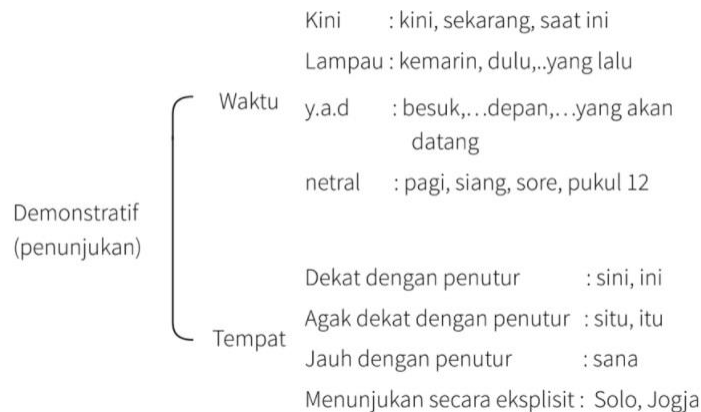 Kini : kini, sekarang, saat ini
Lampau : kemarin, dulu,..yang lalu
Waktu
y.a.d : besuk,...depan,...yang akan
datang
netral : pagi, siang, sore, pukul 12
Demonstratif
(penunjukan)
Dekat dengan penutur : sini, ini
Agak dekat dengan penutur : situ, itu
Tempat
Jauh dengan penutur : sana
Menunjukan secara eksplisit : Solo, Jogja